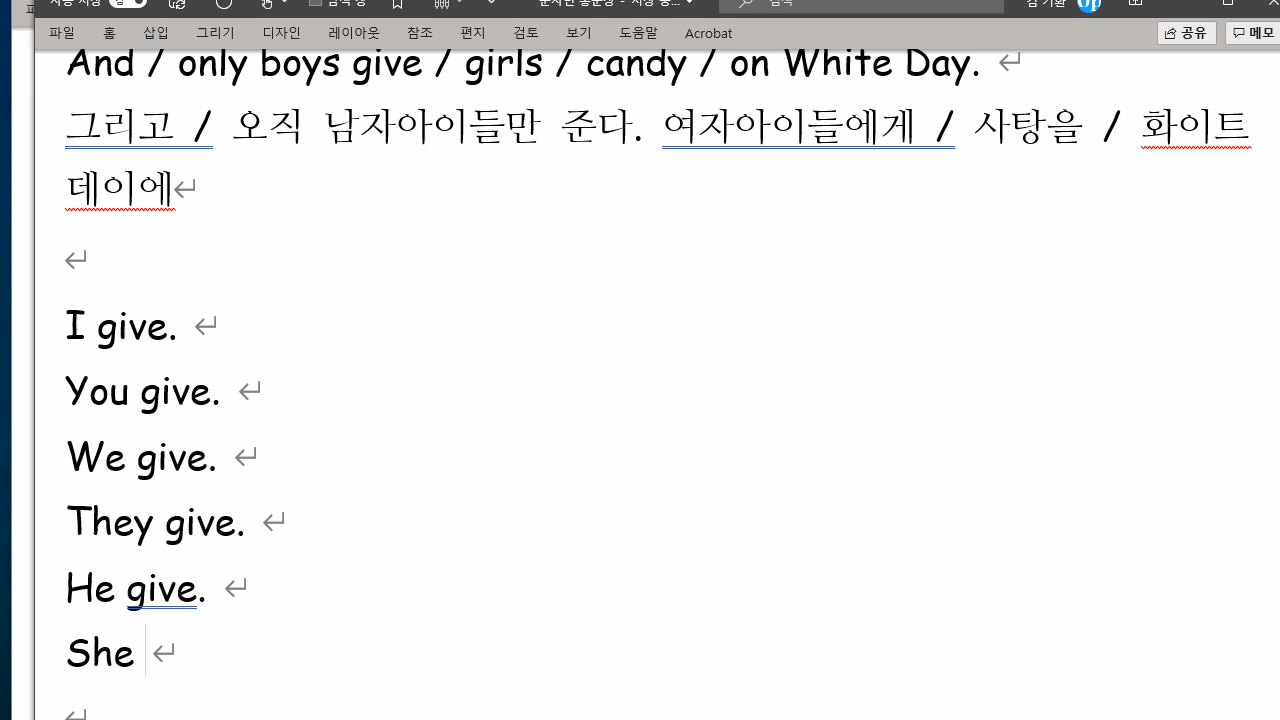 파일 홈 삽입 그리기 디자인 레이아웃 참조 편지 검토 보기 도움말 Acrobat 공유 메모
And / only boys give / girls / candy / on White Day.
그리고 / 오직 남자아이들만 준다. 여자아이들에게 / 사탕을 / 화이트
데이에
I give.
You give.
We give.
They give.
He give.
She